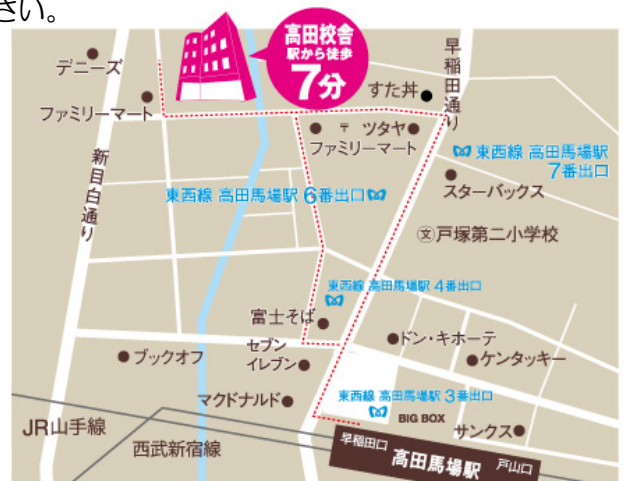 さい。
デニーズ
高田校舎
駅から徒歩
7分
早稲田通り
すた丼
ファミリーマート
〒 ツタヤ
ファミリーマート
東西線 高田馬場駅
7番出口
新目白通り
スターバックス
東西線 高田馬場駅 6番出口
文 戸塚第二小学校
東西線 高田馬場駅 4番出口
富士そば
ドン・キホーテ
セブン
イレブン
ブックオフ
ケンタッキー
マクドナルド
東西線 高田馬場駅 3番出口
BIG BOX
サンクス
JR山手線
西武新宿線
早稲田口
高田馬場駅
戸山口